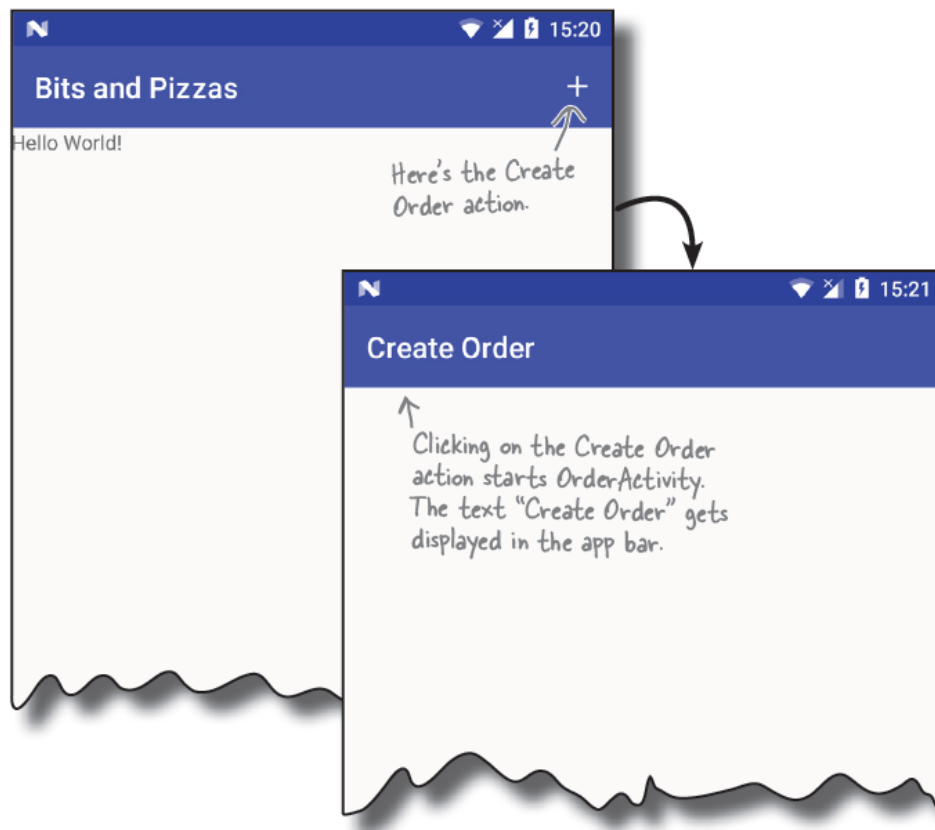 15:20
Bits and Pizzas
Hello World!
Here's the Create
Order action.
15:21
Create Order
Clicking on the Create Order
action starts OrderActivity.
The text "Create Order" gets
displayed in the app bar.